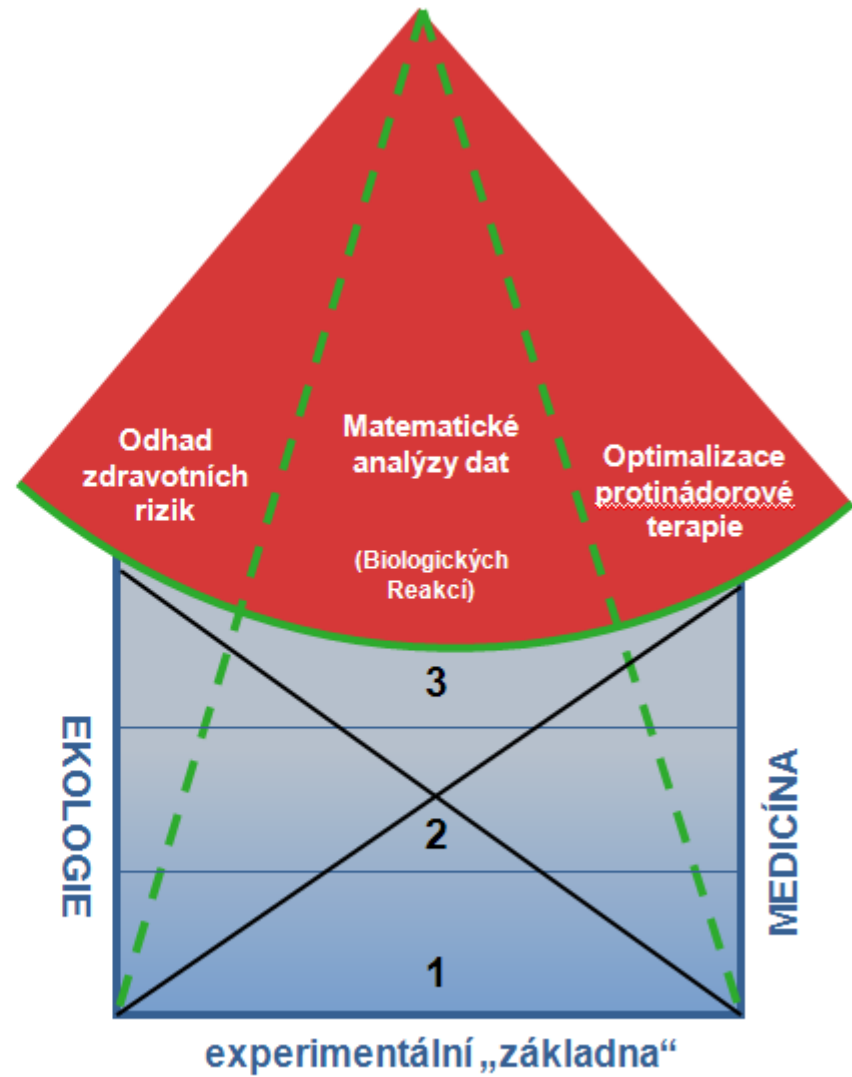 Odhad
zdravotních
rizik
Matematické
analýzy dat
(Biologických
Reakcí)
Optimalizace
protinádorové
terapie
3
2
1
EKOLOGIE
MEDICÍNA
experimentální „základna“